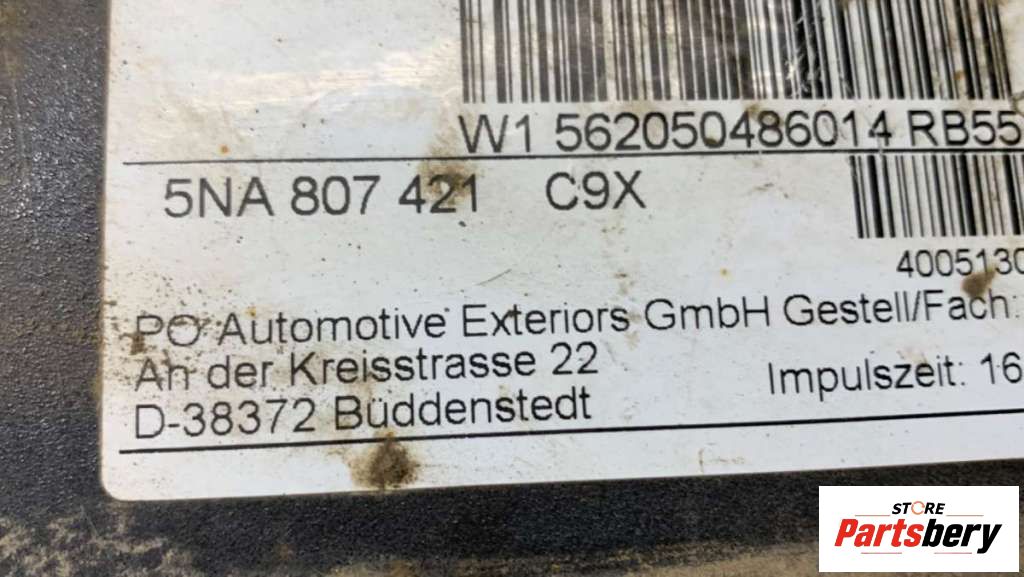 W1 562050486014 RB55
5NA 807 421 C9X
4005130
PO Automotive Exteriors GmbH Gestell/Fach:
An der Kreisstrasse 22
Impulszeit: 16
D-38372 Büddenstedt
STORE
Partsbery